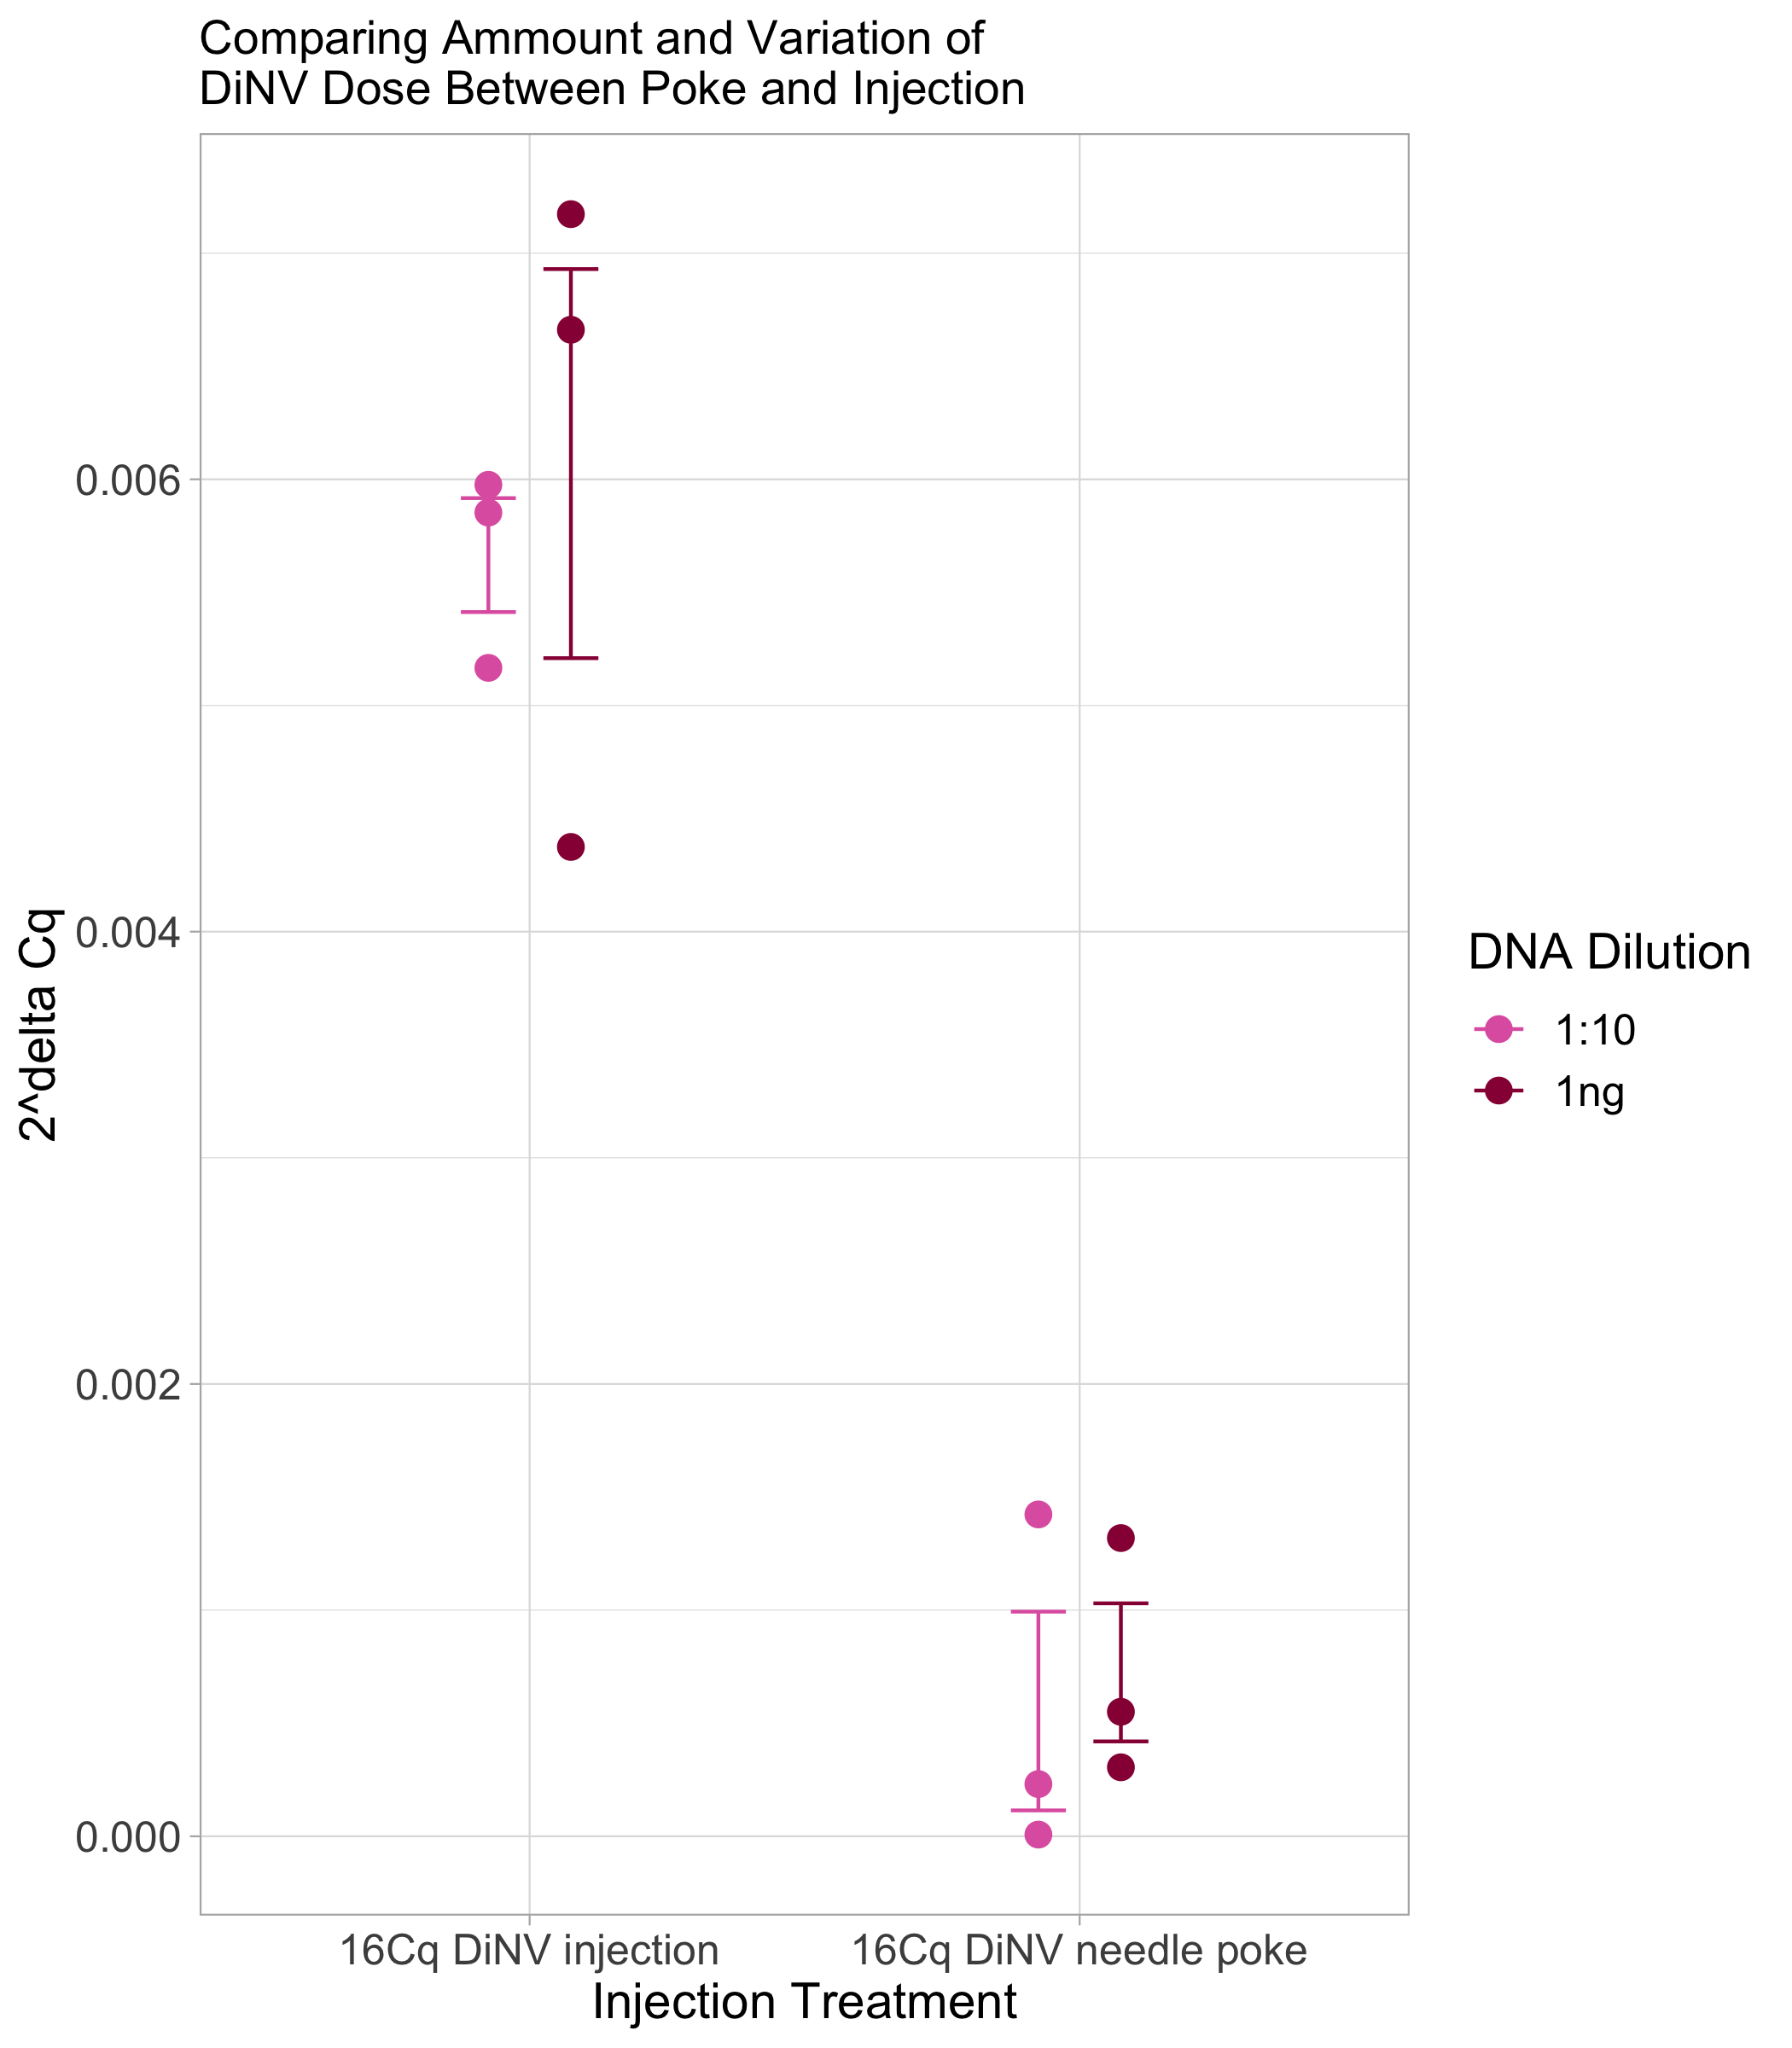 Comparing Ammount and Variation of
DiNV Dose Between Poke and Injection
2^delta Cq
0.006
0.004
0.002
0.000
16Cq DiNV injection
16Cq DiNV needle poke
Injection Treatment
DNA Dilution
1:10
1ng